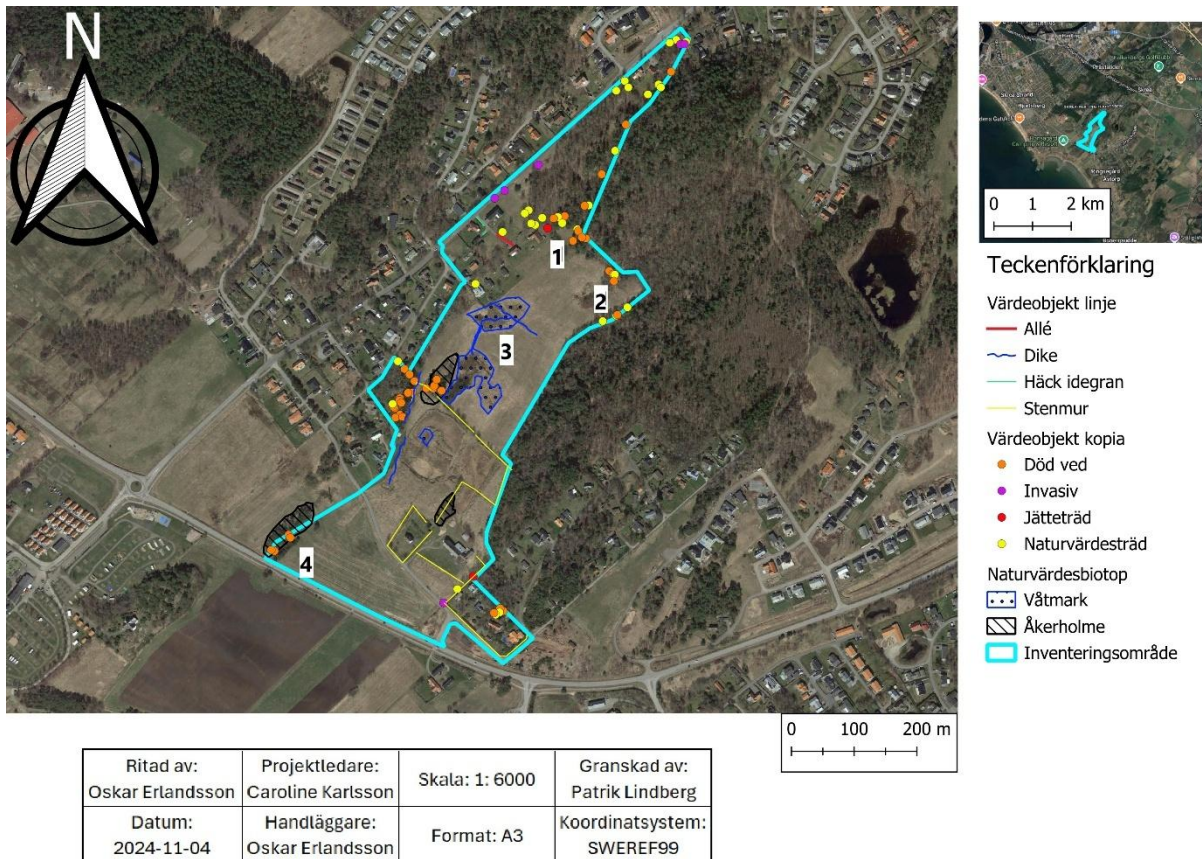 N
1
2
3
4
0 100 200 m
0 1 2 km
Teckenförklaring
Värdeobjekt linje
Allé
Dike
Häck idegran
Stenmur
Värdeobjekt kopia
Död ved
Invasiv
Jätteträd
Naturvärdesträd
Naturvärdesbiotop
Våtmark
Åkerholme
Inventeringsområde
Ritad av:
Oskar Erlandsson
Projektledare:
Caroline Karlsson
Skala: 1: 6000
Granskad av:
Patrik Lindberg
Datum:
2024-11-04
Handläggare:
Oskar Erlandsson
Format: A3
Koordinatsystem:
SWEREF99